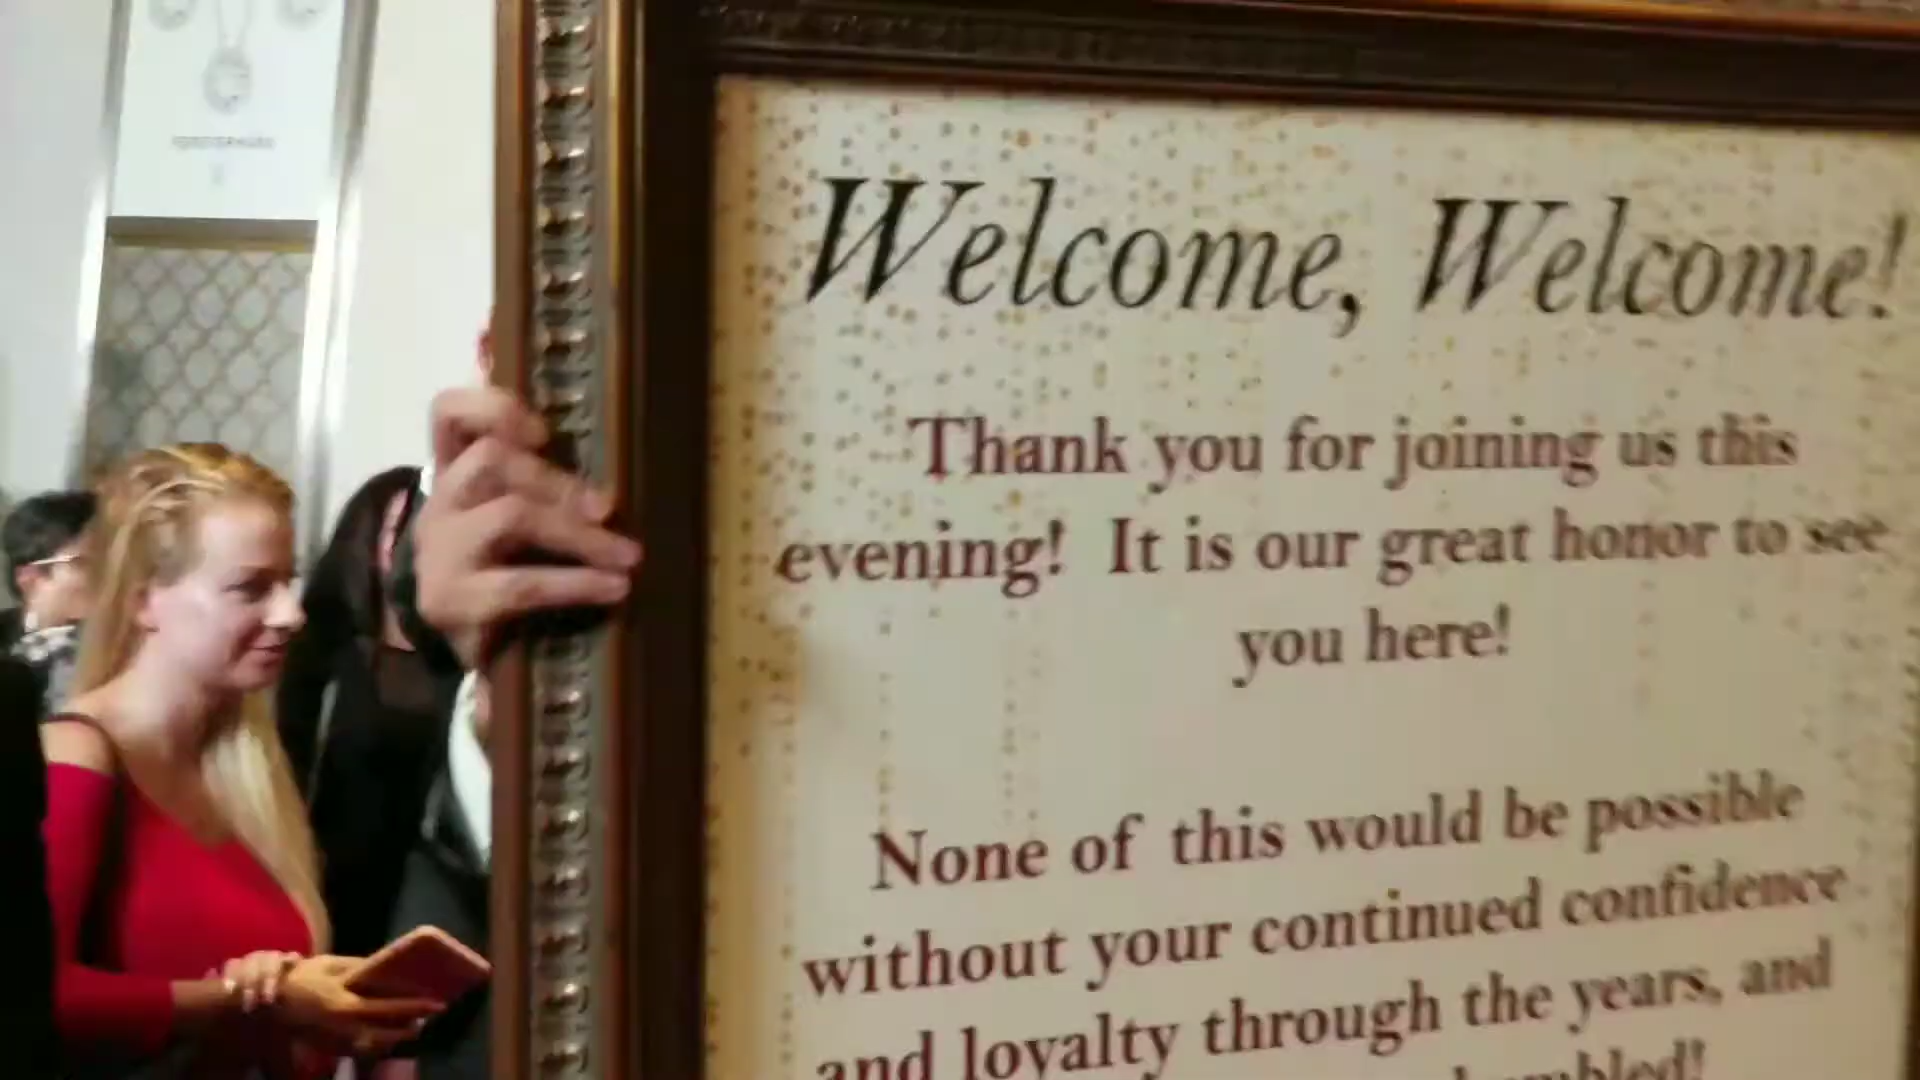 Welcome, Welcome!
Thank you for joining us this
evening! It is our great honor to see
you here!
None of this would be possible
without your continued confidence
and loyalty through the years, and